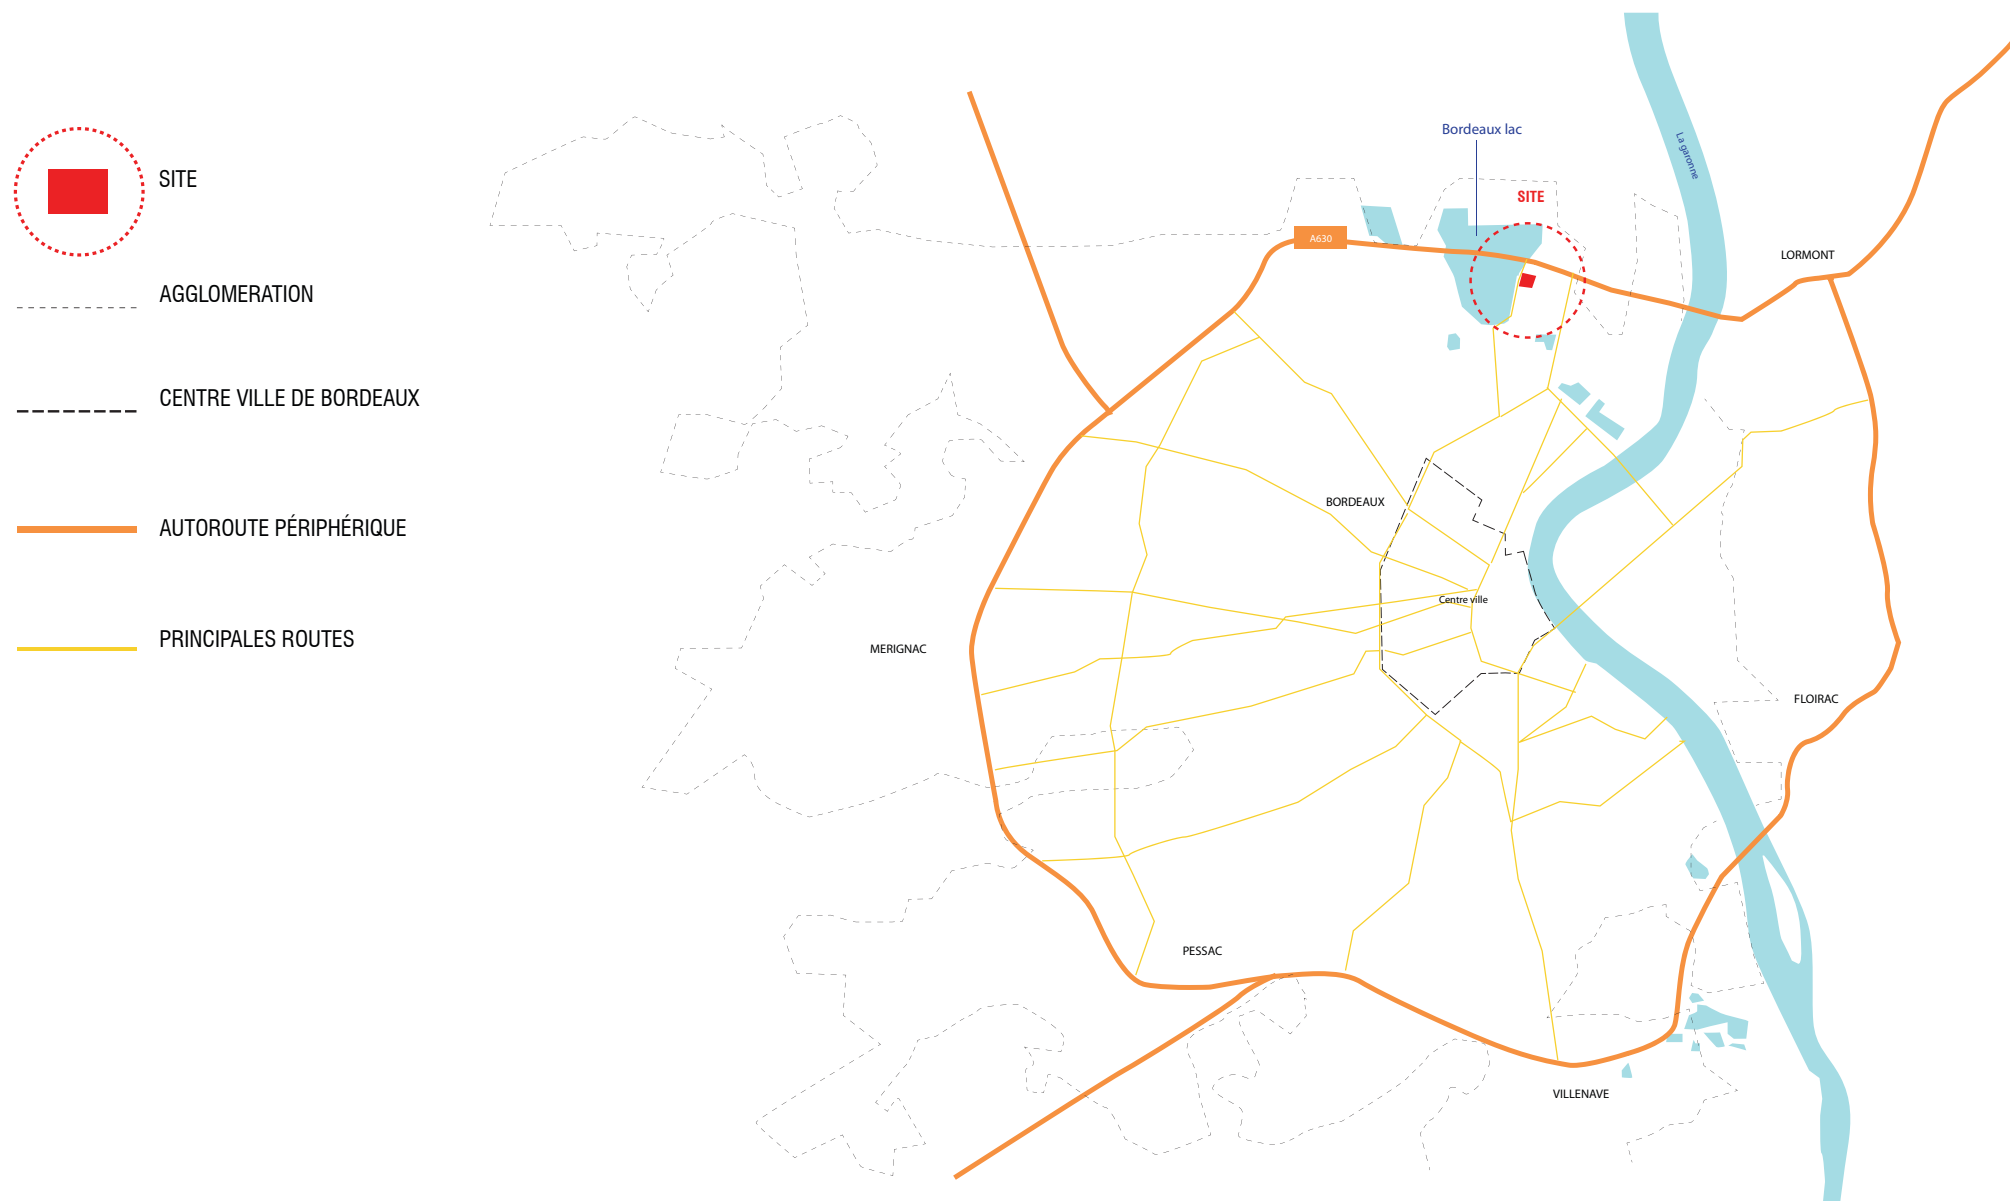 SITE
AGGLOMERATION
CENTRE VILLE DE BORDEAUX
AUTOROUTE PÉRIPHÉRIQUE
PRINCIPALES ROUTES
Bordeaux lac
La garonne
SITE
A630
LORMONT
BORDEAUX
Centre ville
MERIGNAC
FLOIRAC
PESSAC
VILLENAVE